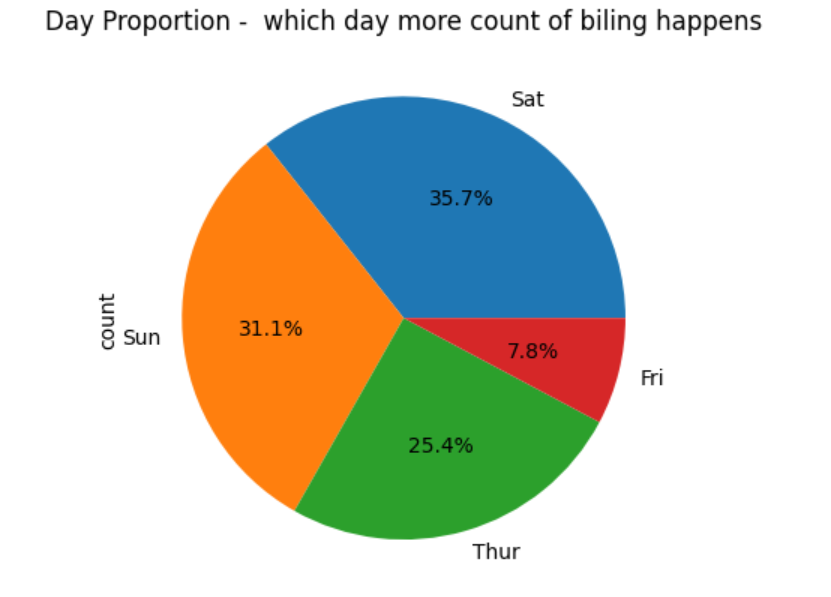 Day Proportion -  which day more count of biling happens
Sat
35.7%
31.1%
count
Sun
7.8%
Fri
25.4%
Thur